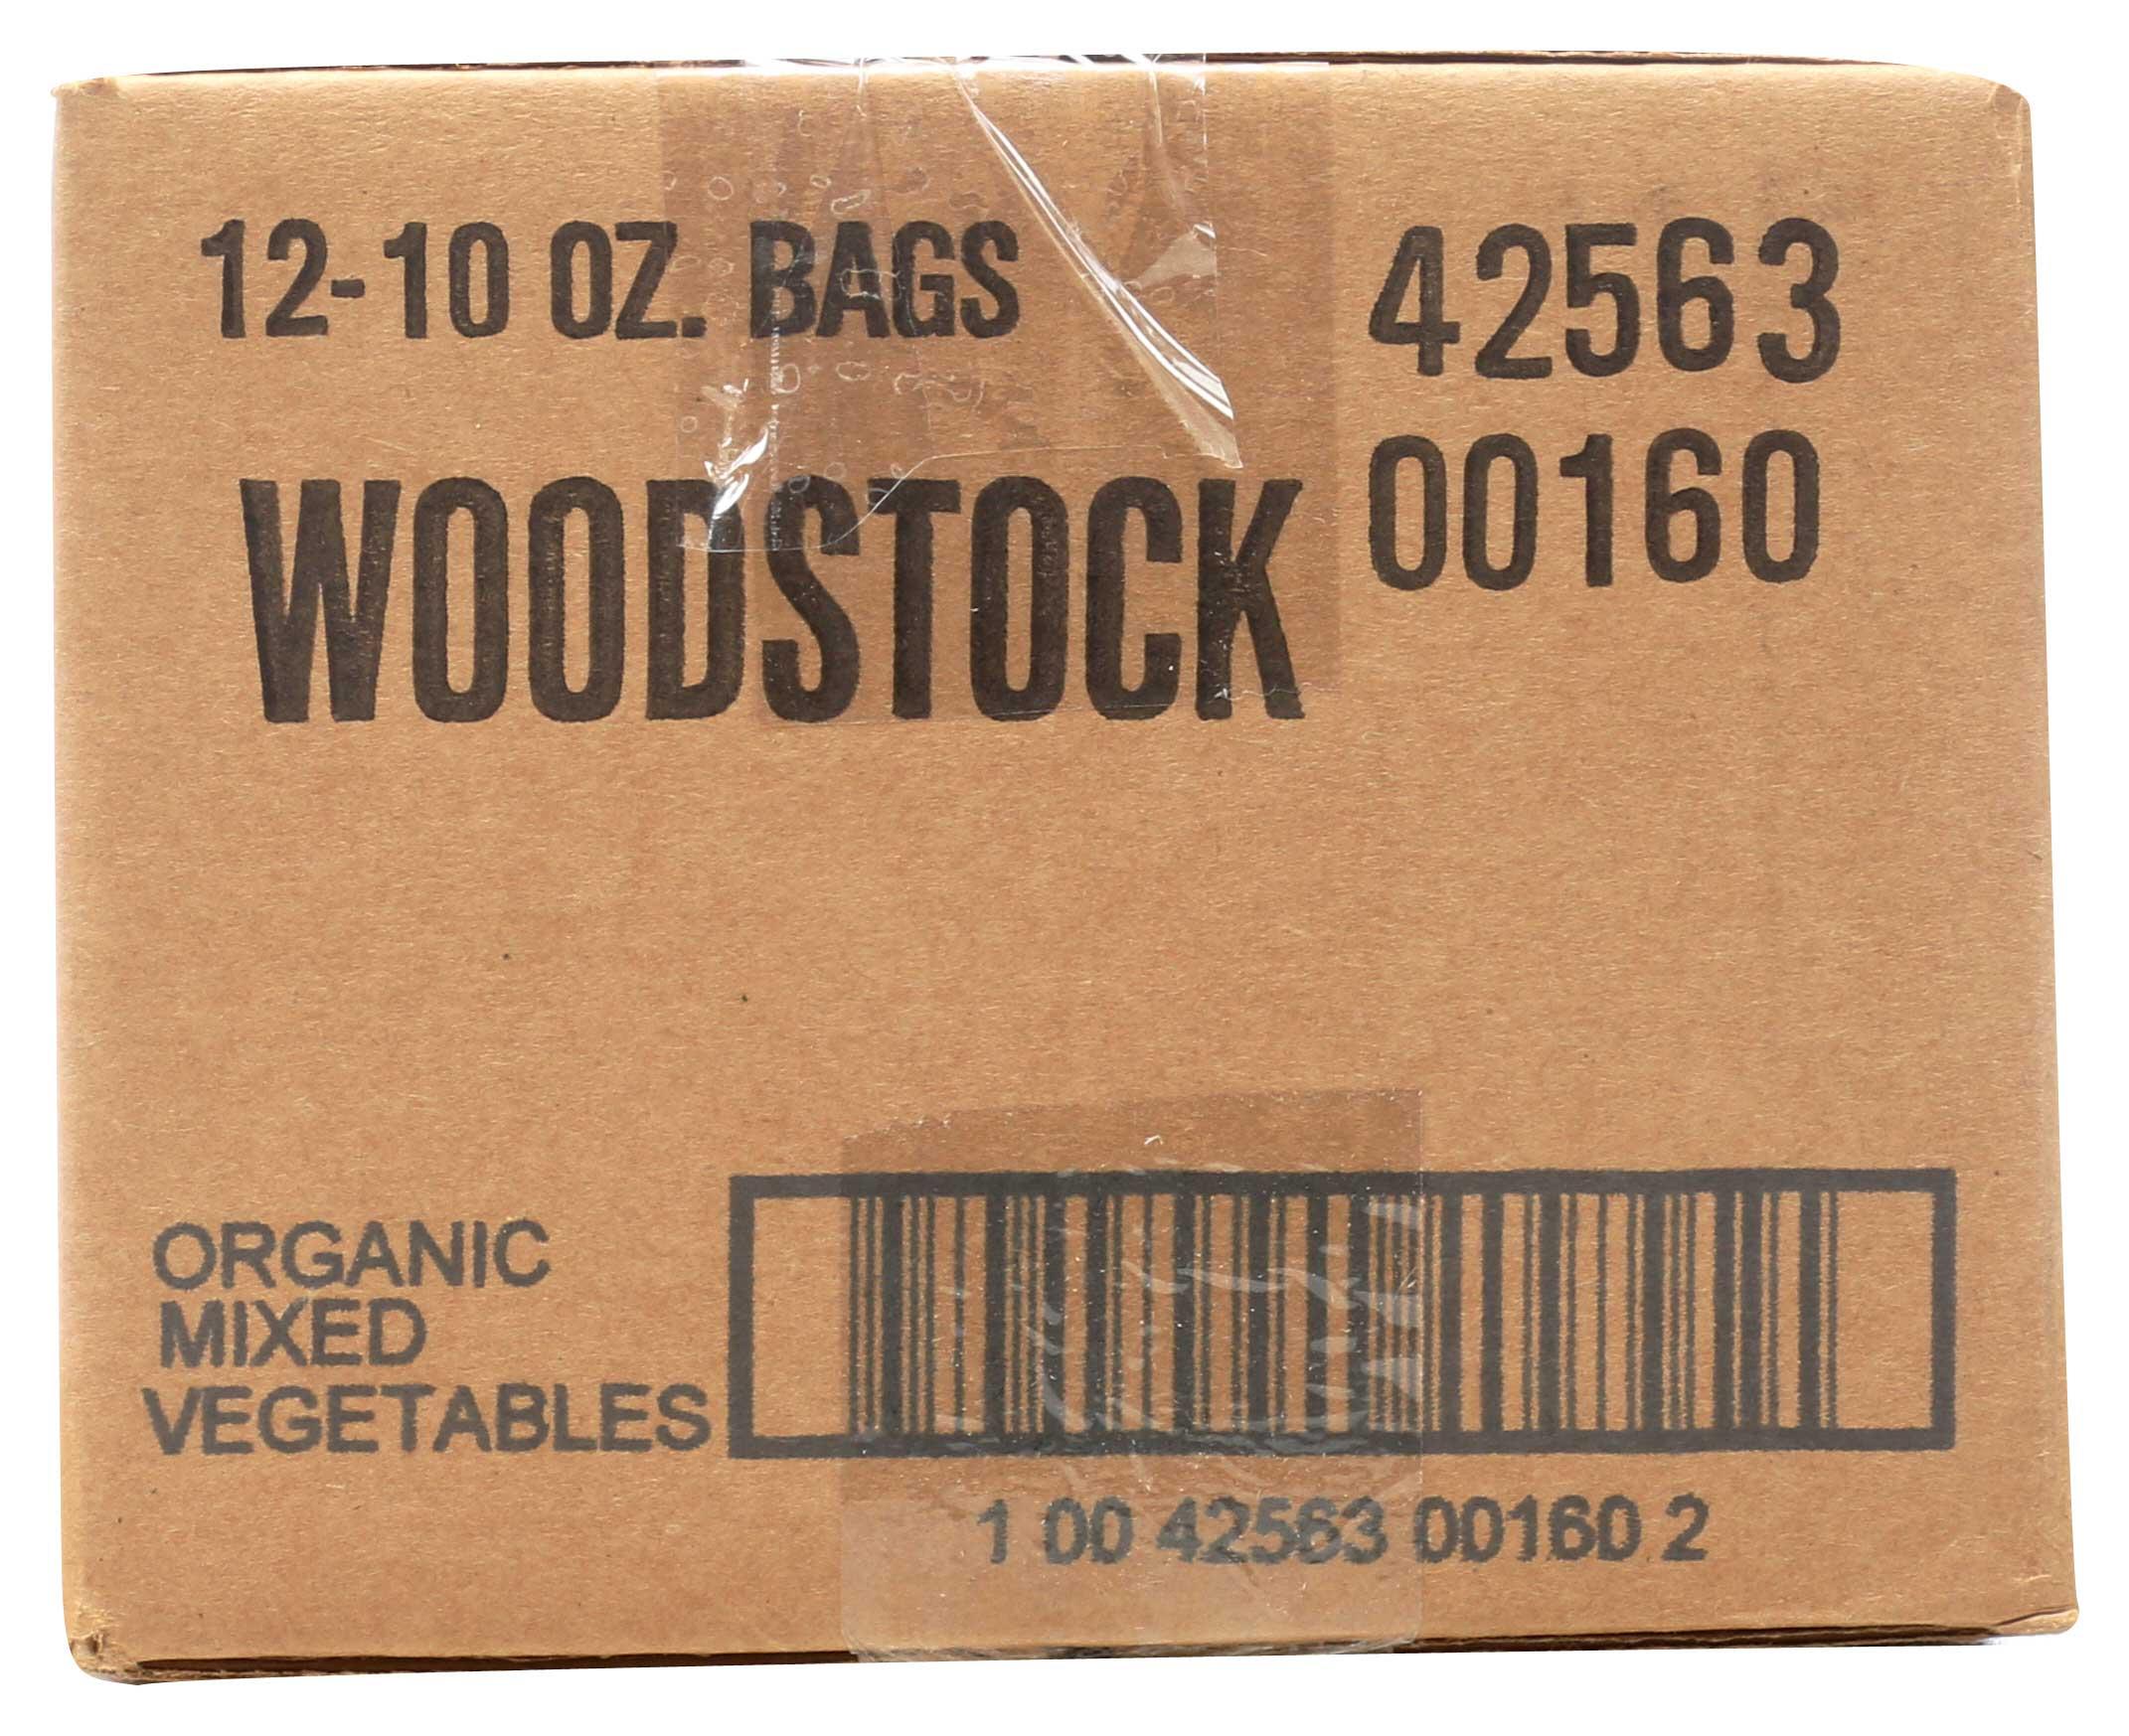 12-10 OZ. BAGS
42563
00160
WOODSTOCK
ORGANIC
MIXED
VEGETABLES
1 00 42563 00160 2